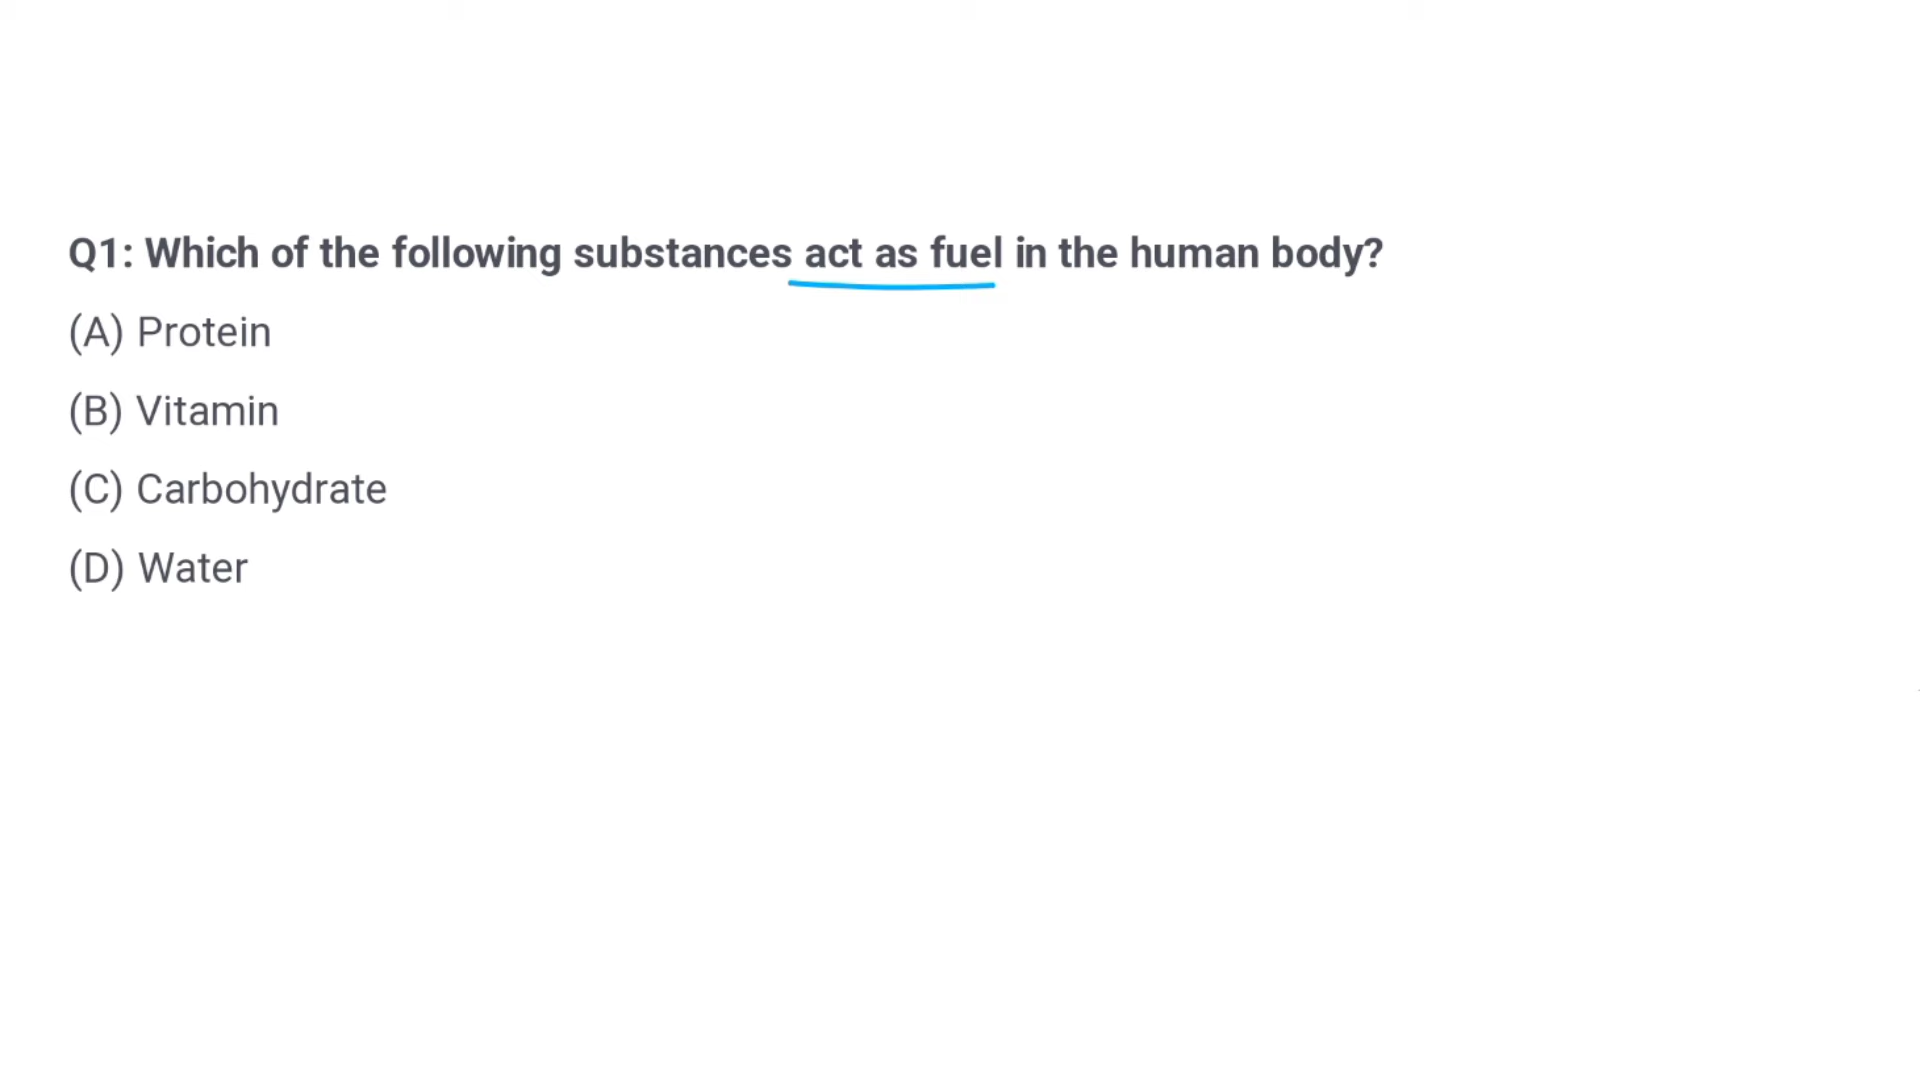 Q1: Which of the following substances act as fuel in the human body?
(A) Protein
(B) Vitamin
(C) Carbohydrate
(D) Water